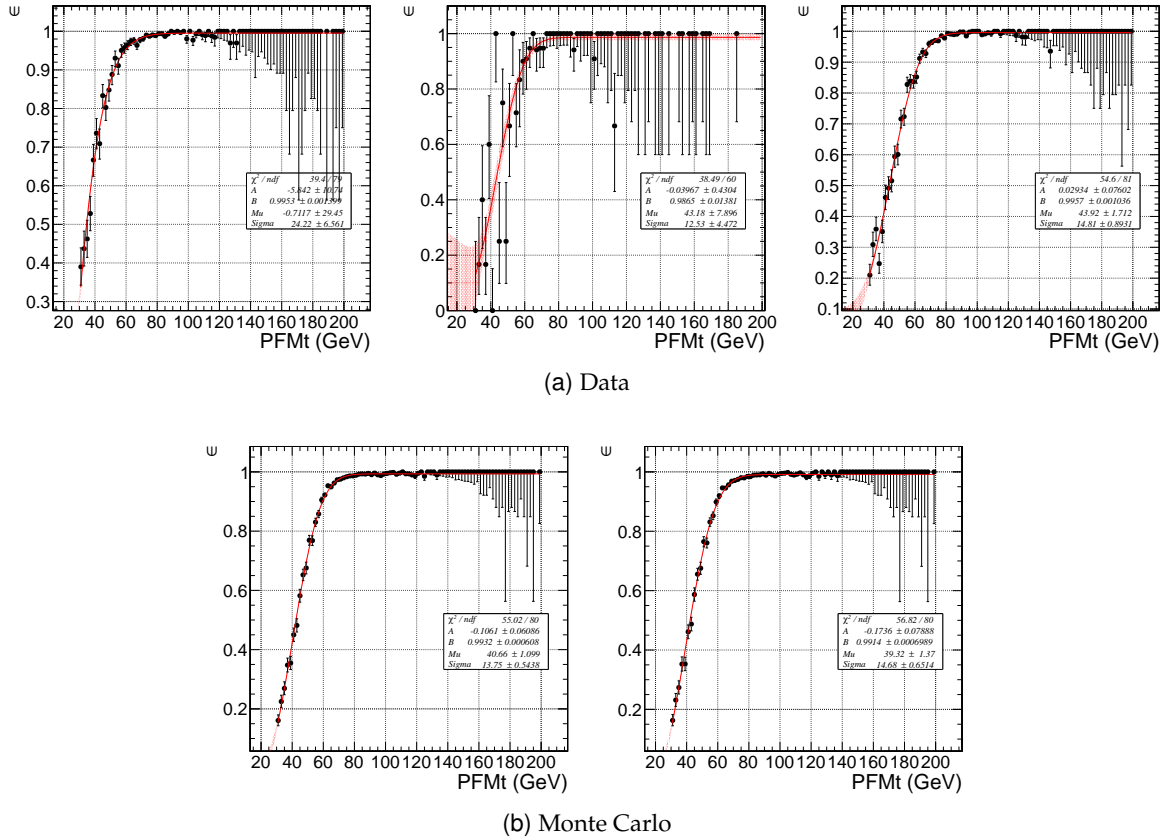 ∈
1
0.9
0.8
0.7
0.6
0.5
0.4
0.3
20 40 60 80 100 120 140 160 180 200
PFMt (GeV)
χ² / ndf 39.4 / 79
A -5.842 ± 10.74
B 0.9953 ± 0.001399
Mu -0.7117 ± 29.45
Sigma 24.22 ± 6.561
∈
1
0.8
0.6
0.4
0.2
0
20 40 60 80 100 120 140 160 180 200
PFMt (GeV)
χ² / ndf 38.49 / 60
A -0.03967 ± 0.4304
B 0.9865 ± 0.01381
Mu 43.18 ± 7.896
Sigma 12.53 ± 4.472
∈
1
0.9
0.8
0.7
0.6
0.5
0.4
0.3
0.2
0.1
20 40 60 80 100 120 140 160 180 200
PFMt (GeV)
χ² / ndf 54.6 / 81
A 0.02934 ± 0.07602
B 0.9957 ± 0.001036
Mu 43.92 ± 1.712
Sigma 14.81 ± 0.8931
(a) Data
∈
1
0.8
0.6
0.4
0.2
20 40 60 80 100 120 140 160 180 200
PFMt (GeV)
χ² / ndf 55.02 / 80
A -0.1061 ± 0.06086
B 0.9932 ± 0.000608
Mu 40.66 ± 1.099
Sigma 13.75 ± 0.5438
∈
1
0.8
0.6
0.4
0.2
20 40 60 80 100 120 140 160 180 200
PFMt (GeV)
χ² / ndf 56.82 / 80
A -0.1736 ± 0.07888
B 0.9914 ± 0.0006989
Mu 39.32 ± 1.37
Sigma 14.68 ± 0.6514
(b) Monte Carlo